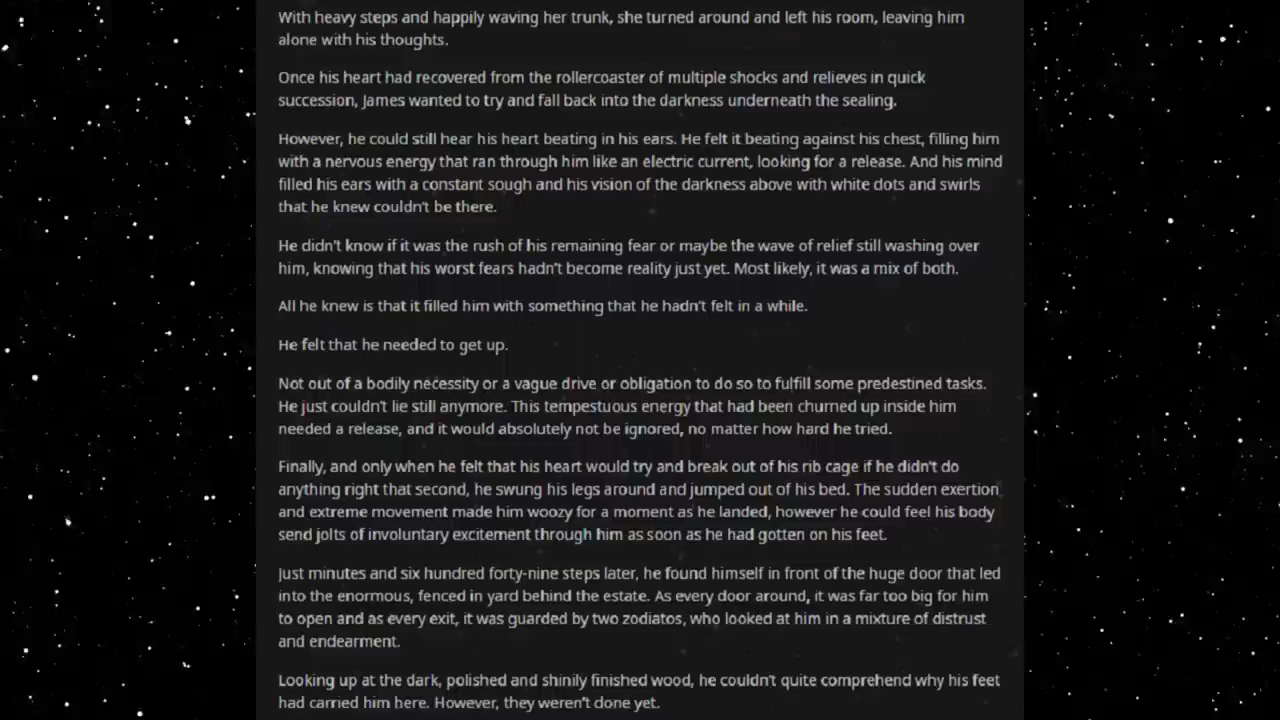 With heavy steps and happily waving her trunk, she turned around and left his room, leaving him
alone with his thoughts.
Once his heart had recovered from the rollercoaster of multiple shocks and relieves in quick
succession, James wanted to try and fall back into the darkness underneath the sealing.
However, he could still hear his heart beating in his ears. He felt it beating against his chest, filling him
with a nervous energy that ran through him like an electric current, looking for a release. And his mind
filled his ears with a constant sough and his vision of the darkness above with white dots and swirls
that he knew couldn't be there.
He didn't know if it was the rush of his remaining fear or maybe the wave of relief still washing over
him, knowing that his worst fears hadn't become reality just yet. Most likely, it was a mix of both.
All he knew is that it filled him with something that he hadn't felt in a while.
He felt that he needed to get up.
Not out of a bodily necessity or a vague drive or obligation to do so to fulfill some predestined tasks.
He just couldn't lie still anymore. This tempestuous energy that had been churned up inside him
needed a release, and it would absolutely not be ignored, no matter how hard he tried.
Finally, and only when he felt that his heart would try and break out of his rib cage if he didn't do
anything right that second, he swung his legs around and jumped out of his bed. The sudden exertion
and extreme movement made him woozy for a moment as he landed, however he could feel his body
send jolts of involuntary excitement through him as soon as he had gotten on his feet.
Just minutes and six hundred forty-nine steps later, he found himself in front of the huge door that led
into the enormous, fenced in yard behind the estate. As every door around, it was far too big for him
to open and as every exit, it was guarded by two zodiatos, who looked at him in a mixture of distrust
and endearment.
Looking up at the dark, polished and shinily finished wood, he couldn't quite comprehend why his feet
had carried him here. However, they weren't done yet.